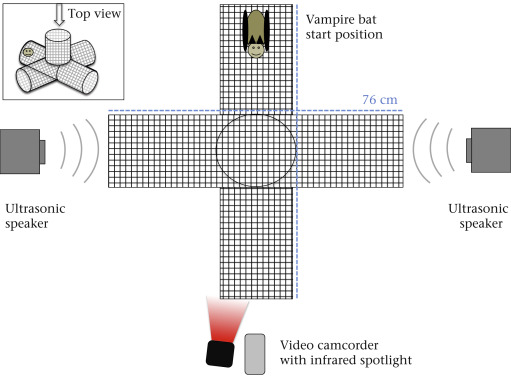 Top view
Vampire bat
start position
76 cm
Ultrasonic
speaker
Ultrasonic
speaker
Video camcorder
with infrared spotlight